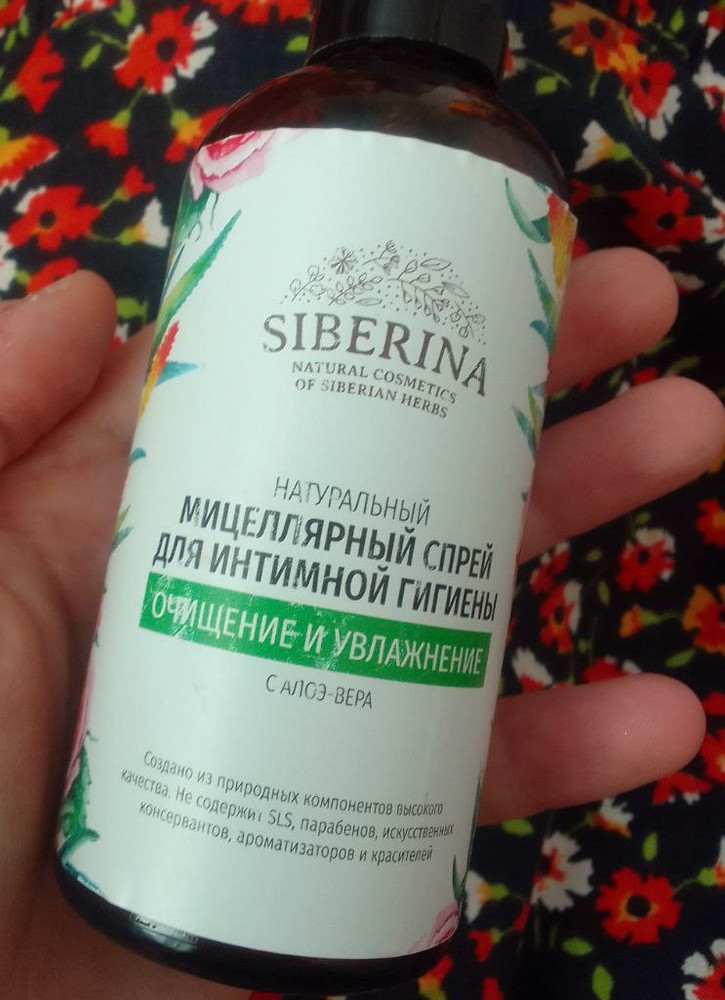 SIBERINA
NATURAL COSMETICS
OF SIBERIAN HERBS
НАТУРАЛЬНЫЙ
МИЦЕЛЛЯРНЫЙ СПРЕЙ
ДЛЯ ИНТИМНОЙ ГИГИЕНЫ
ОЧИЩЕНИЕ И УВЛАЖНЕНИЕ
С АЛОЭ-ВЕРА
Создано из природных компонентов высокого
качества. Не содержит SLS, парабенов, искусственных
консервантов, ароматизаторов и красителей